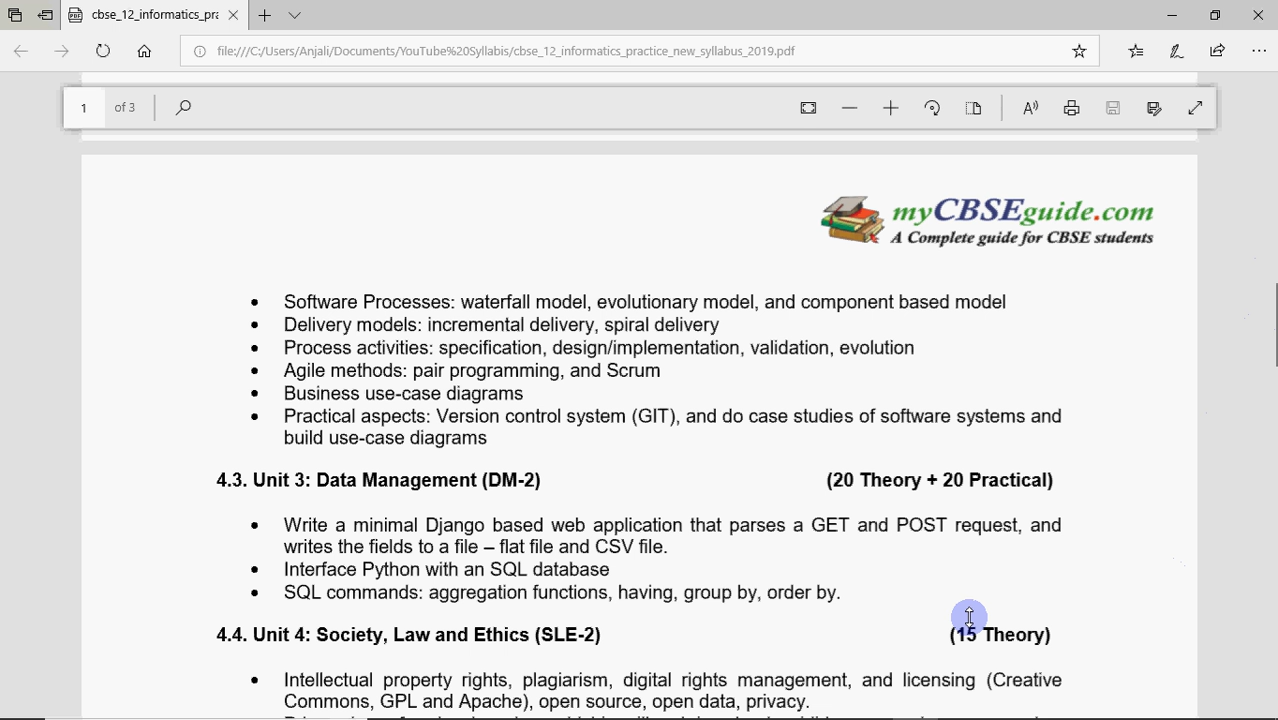 cbse_12_informatics_pra
file:///C:/Users/Anjali/Documents/YouTube%20Syllabis/cbse_12_informatics_practice_new_syllabus_2019.pdf
1 of 3
myCBSEguide.com
A Complete guide for CBSE students
• Software Processes: waterfall model, evolutionary model, and component based model
• Delivery models: incremental delivery, spiral delivery
• Process activities: specification, design/implementation, validation, evolution
• Agile methods: pair programming, and Scrum
• Business use-case diagrams
• Practical aspects: Version control system (GIT), and do case studies of software systems and
build use-case diagrams
4.3. Unit 3: Data Management (DM-2) (20 Theory + 20 Practical)
• Write a minimal Django based web application that parses a GET and POST request, and
writes the fields to a file – flat file and CSV file.
• Interface Python with an SQL database
• SQL commands: aggregation functions, having, group by, order by.
4.4. Unit 4: Society, Law and Ethics (SLE-2) (15 Theory)
• Intellectual property rights, plagiarism, digital rights management, and licensing (Creative
Commons, GPL and Apache), open source, open data, privacy.